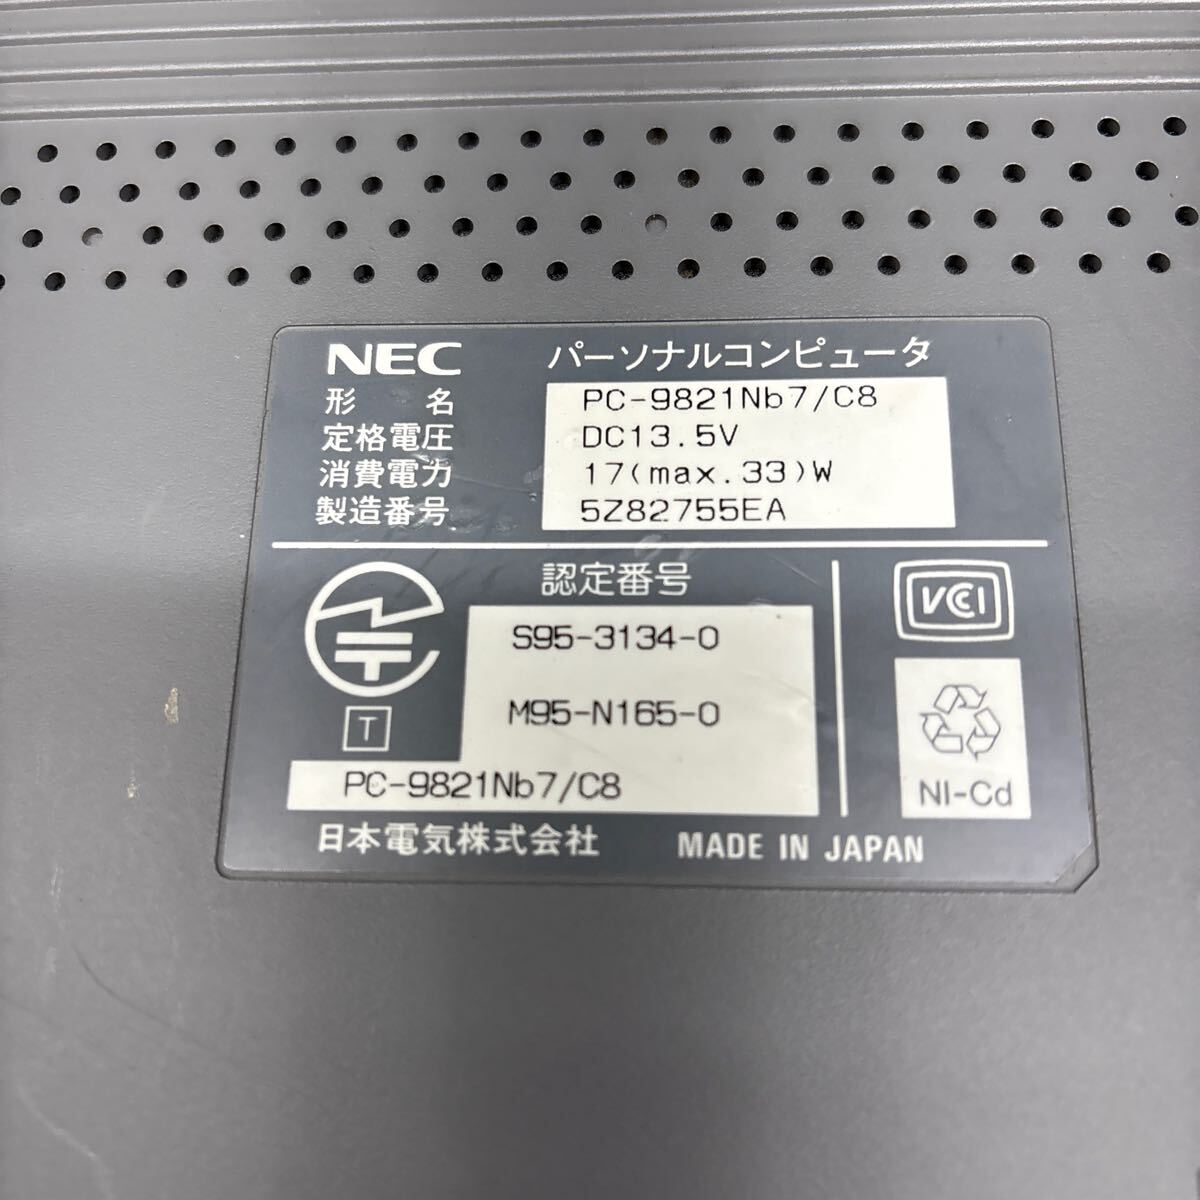 NEC パーソナルコンピュータ
形 名 PC-9821Nb7/C8
定格電圧 DC13.5V
消費電力 17(max.33)W
製造番号 5Z82755EA
認定番号
S95-3134-0
M95-N165-0
T
PC-9821Nb7/C8
VCCI
NI-Cd
日本電気株式会社 MADE IN JAPAN